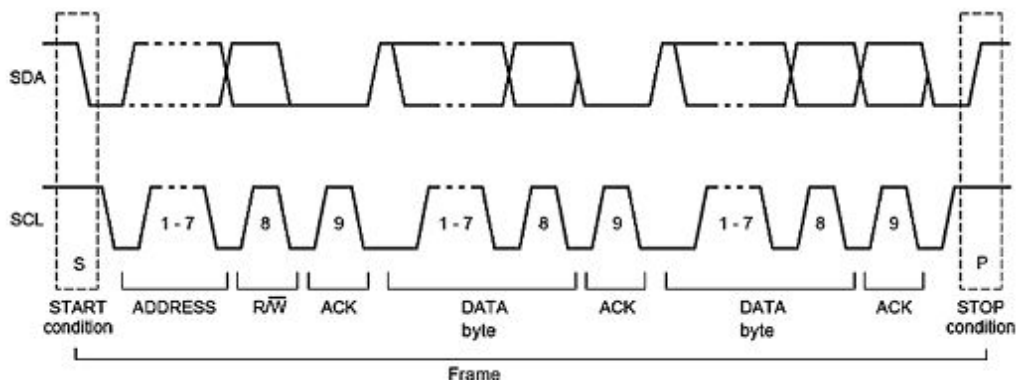 SDA
SCL
1 - 7 8 9 1 - 7 8 9 1 - 7 8 9
S P
START condition ADDRESS R/W̅ ACK DATA byte ACK DATA byte ACK STOP condition
Frame